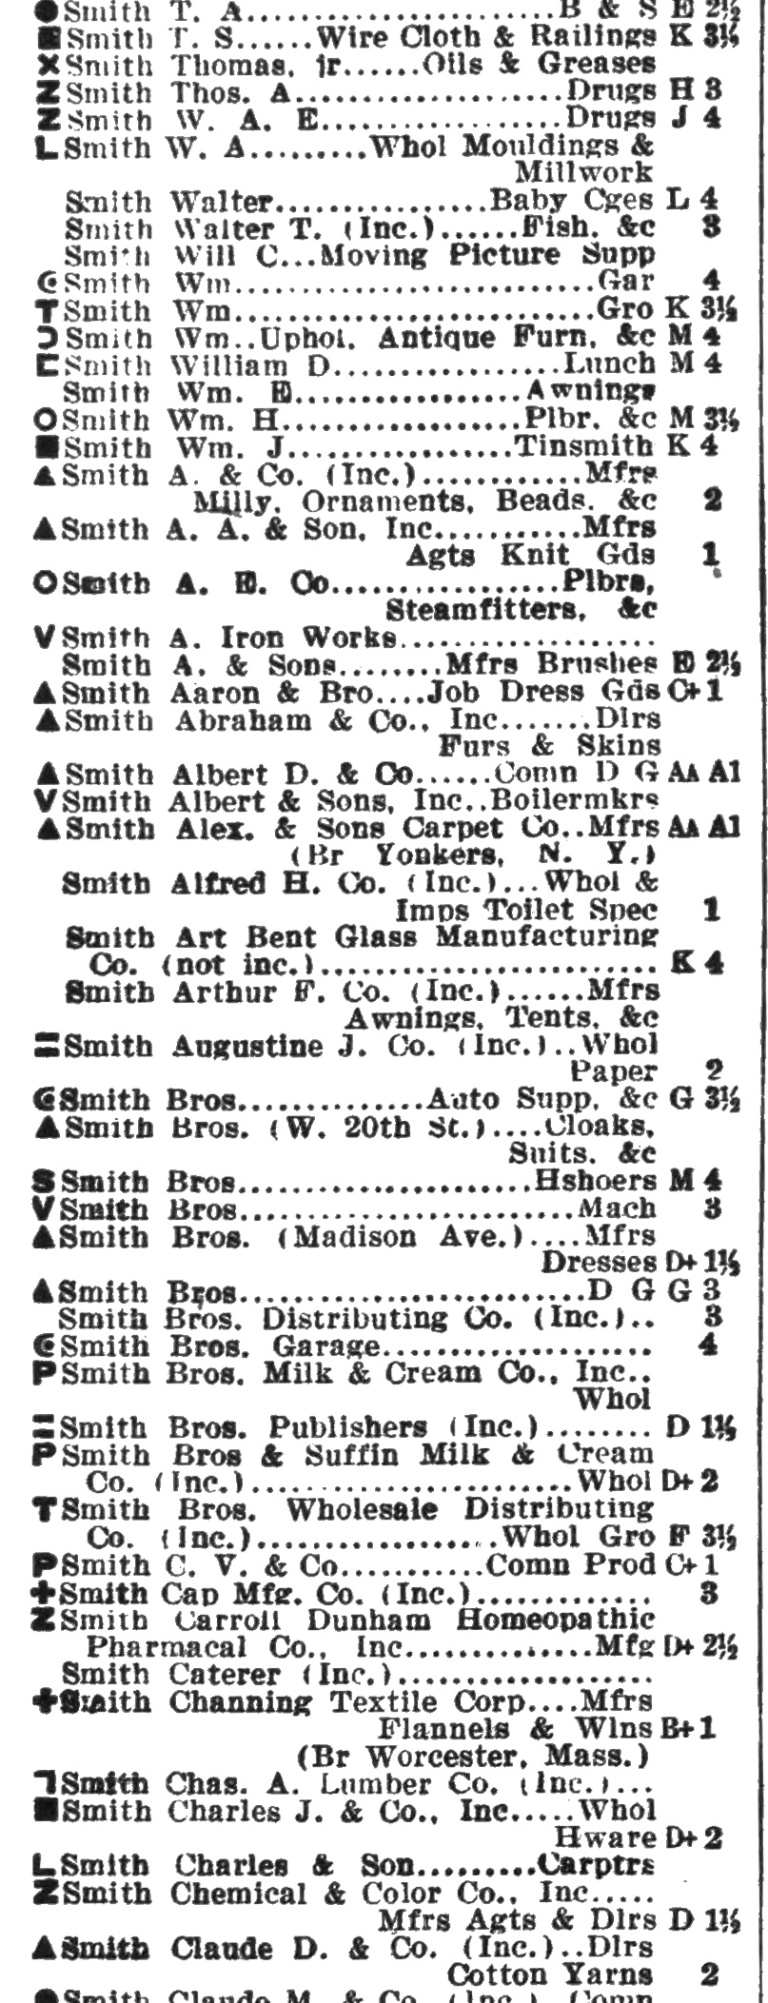 ●Smith T. A......................B & S E 2½
■Smith T. S......Wire Cloth & Railings K 3½
XSmith Thomas, jr......Oils & Greases
ZSmith Thos. A....................Drugs H 3
ZSmith W. A. E..................Drugs J 4
LSmith W. A.........Whol Mouldings &
Millwork
Smith Walter................Baby Cges L 4
Smith Walter T. (Inc.)......Fish, &c 3
Smith Will C...Moving Picture Supp
Smith Wm...........................Gar 4
TSmith Wm...........................Gro K 3½
Smith Wm..Uphol, Antique Furn, &c M 4
Smith William D.................Lunch M 4
Smith Wm. E.................Awnings
OSmith Wm. H..................Plbr, &c M 3½
■Smith Wm. J.................Tinsmith K 4
▲Smith A. & Co. (Inc.)............Mfrs
Milly, Ornaments, Beads, &c 2
▲Smith A. A. & Son, Inc...........Mfrs
Agts Knit Gds 1
OSmith A. E. Co.................Plbrs,
Steamfitters, &c
VSmith A. Iron Works...................
Smith A. & Sons........Mfrs Brushes E 2½
▲Smith Aaron & Bro....Job Dress Gds C+ 1
▲Smith Abraham & Co., Inc.......Dlrs
Furs & Skins
▲Smith Albert D. & Co......Comn D G AA A1
VSmith Albert & Sons, Inc..Boilermkrs
▲Smith Alex. & Sons Carpet Co..Mfrs AA A1
(Br Yonkers, N. Y.)
Smith Alfred H. Co. (Inc.)...Whol &
Imps Toilet Spec 1
Smith Art Bent Glass Manufacturing
Co. (not inc.)......................... K 4
Smith Arthur F. Co. (Inc.)......Mfrs
Awnings, Tents, &c
Smith Augustine J. Co. (Inc.)..Whol
Paper 2
Smith Bros..............Auto Supp, &c G 3½
▲Smith Bros. (W. 20th St.)....Cloaks,
Suits, &c
SSmith Bros......................Hshoers M 4
VSmith Bros.........................Mach 3
▲Smith Bros. (Madison Ave.)....Mfrs
Dresses D+ 1½
▲Smith Bros..........................D G G 3
Smith Bros. Distributing Co. (Inc.).. 3
Smith Bros. Garage.................... 4
PSmith Bros. Milk & Cream Co., Inc..
Whol
Smith Bros. Publishers (Inc.)........ D 1½
PSmith Bros & Suffin Milk & Cream
Co. (Inc.)........................Whol D+ 2
TSmith Bros. Wholesale Distributing
Co. (Inc.)..................Whol Gro F 3½
PSmith C. V. & Co...........Comn Prod C+ 1
+Smith Cap Mfg. Co. (Inc.)............. 3
ZSmith Carroll Dunham Homeopathic
Pharmacal Co., Inc..............Mfg D+ 2½
Smith Caterer (Inc.)...................
+Smith Channing Textile Corp....Mfrs
Flannels & Wlns B+ 1
(Br Worcester, Mass.)
Smith Chas. A. Lumber Co. (Inc.)...
■Smith Charles J. & Co., Inc.....Whol
Hware D+ 2
LSmith Charles & Son.........Carptrs
ZSmith Chemical & Color Co., Inc.....
Mfrs Agts & Dlrs D 1½
▲Smith Claude D. & Co. (Inc.)..Dlrs
Cotton Yarns 2
●Smith Claude M. & Co. (Inc.) Comn